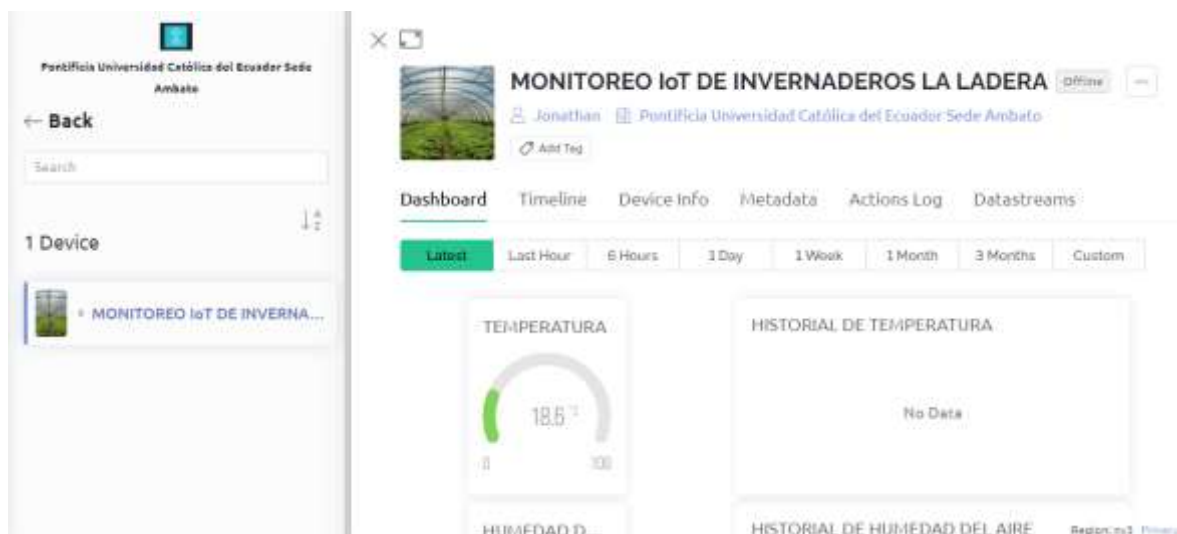 Pontificia Universidad Católica del Ecuador Sede
Ambato
← Back
Search
1 Device
MONITOREO IoT DE INVERNA...
MONITOREO IoT DE INVERNADEROS LA LADERA Offline
Jonathan Pontificia Universidad Católica del Ecuador Sede Ambato
Add Tag
Dashboard Timeline Device Info Metadata Actions Log Datastreams
Latest Last Hour 6 Hours 1 Day 1 Week 1 Month 3 Months Custom
TEMPERATURA
18.6
0 100
HISTORIAL DE TEMPERATURA
No Data
HUMEDAD D...
HISTORIAL DE HUMEDAD DEL AIRE
Region: Privacy